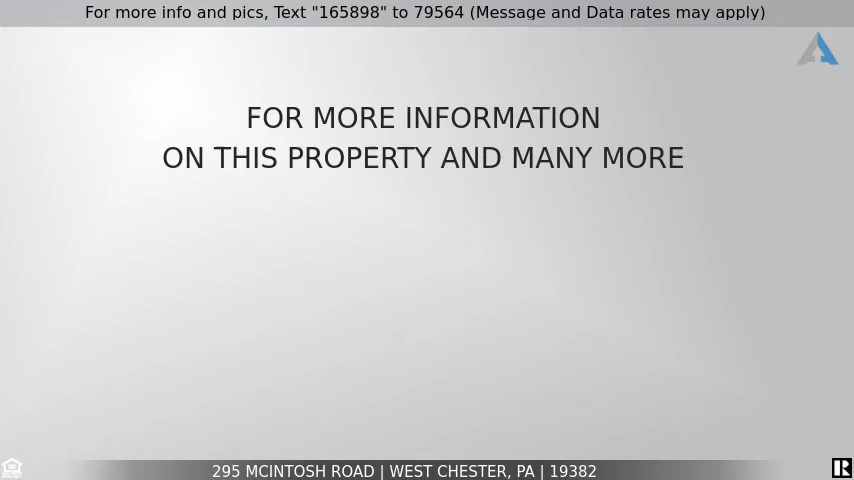 For more info and pics, Text "165898" to 79564 (Message and Data rates may apply)
FOR MORE INFORMATION
ON THIS PROPERTY AND MANY MORE
295 MCINTOSH ROAD | WEST CHESTER, PA | 19382